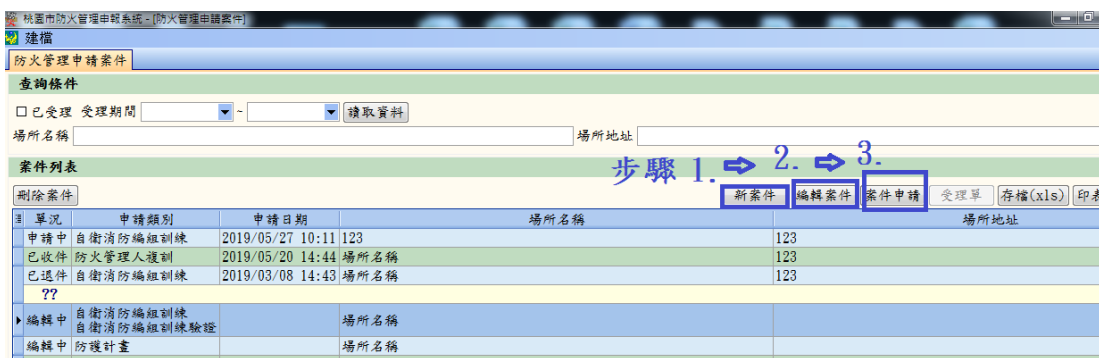 桃園市防火管理申報系統 - [防火管理申請案件]
建檔
防火管理申請案件
查詢條件
已受理 受理期間 ~ 讀取資料
場所名稱 場所地址
案件列表 步驟 1. ⇨ 2. ⇨ 3.
刪除案件 新案件 編輯案件 案件申請 受理單 存檔(xls) 印表
單況 申請類別 申請日期 場所名稱 場所地址
申請中 自衛消防編組訓練 2019/05/27 10:11 123 123
已收件 防火管理人複訓 2019/05/20 14:44 場所名稱 123
已退件 自衛消防編組訓練 2019/03/08 14:43 場所名稱 123
??
編輯中 自衛消防編組訓練 場所名稱
自衛消防編組訓練驗證
編輯中 防護計畫 場所名稱